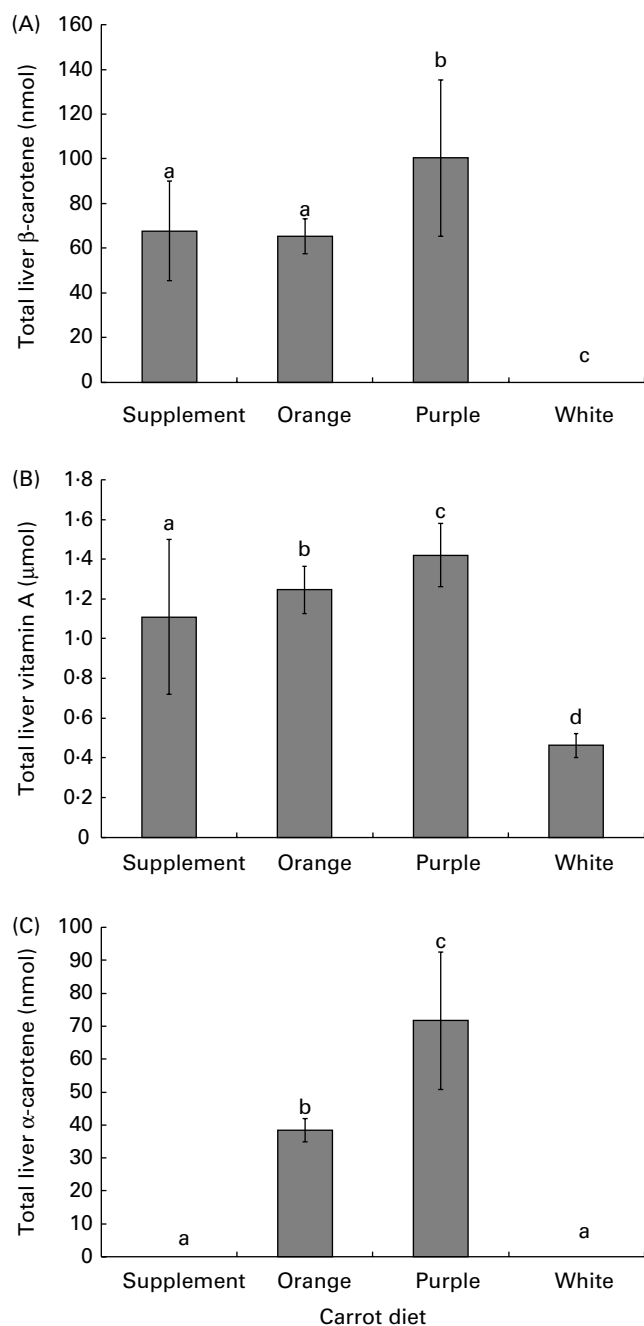 (A)
Total liver β-carotene (nmol)
160
140
120
100
80
60
40
20
0
a
a
b
c
Supplement Orange Purple White
(B)
Total liver vitamin A (μmol)
1·8
1·6
1·4
1·2
1·0
0·8
0·6
0·4
0·2
0
a
b
c
d
Supplement Orange Purple White
(C)
Total liver α-carotene (nmol)
100
90
80
70
60
50
40
30
20
10
0
a
b
c
a
Supplement Orange Purple White
Carrot diet